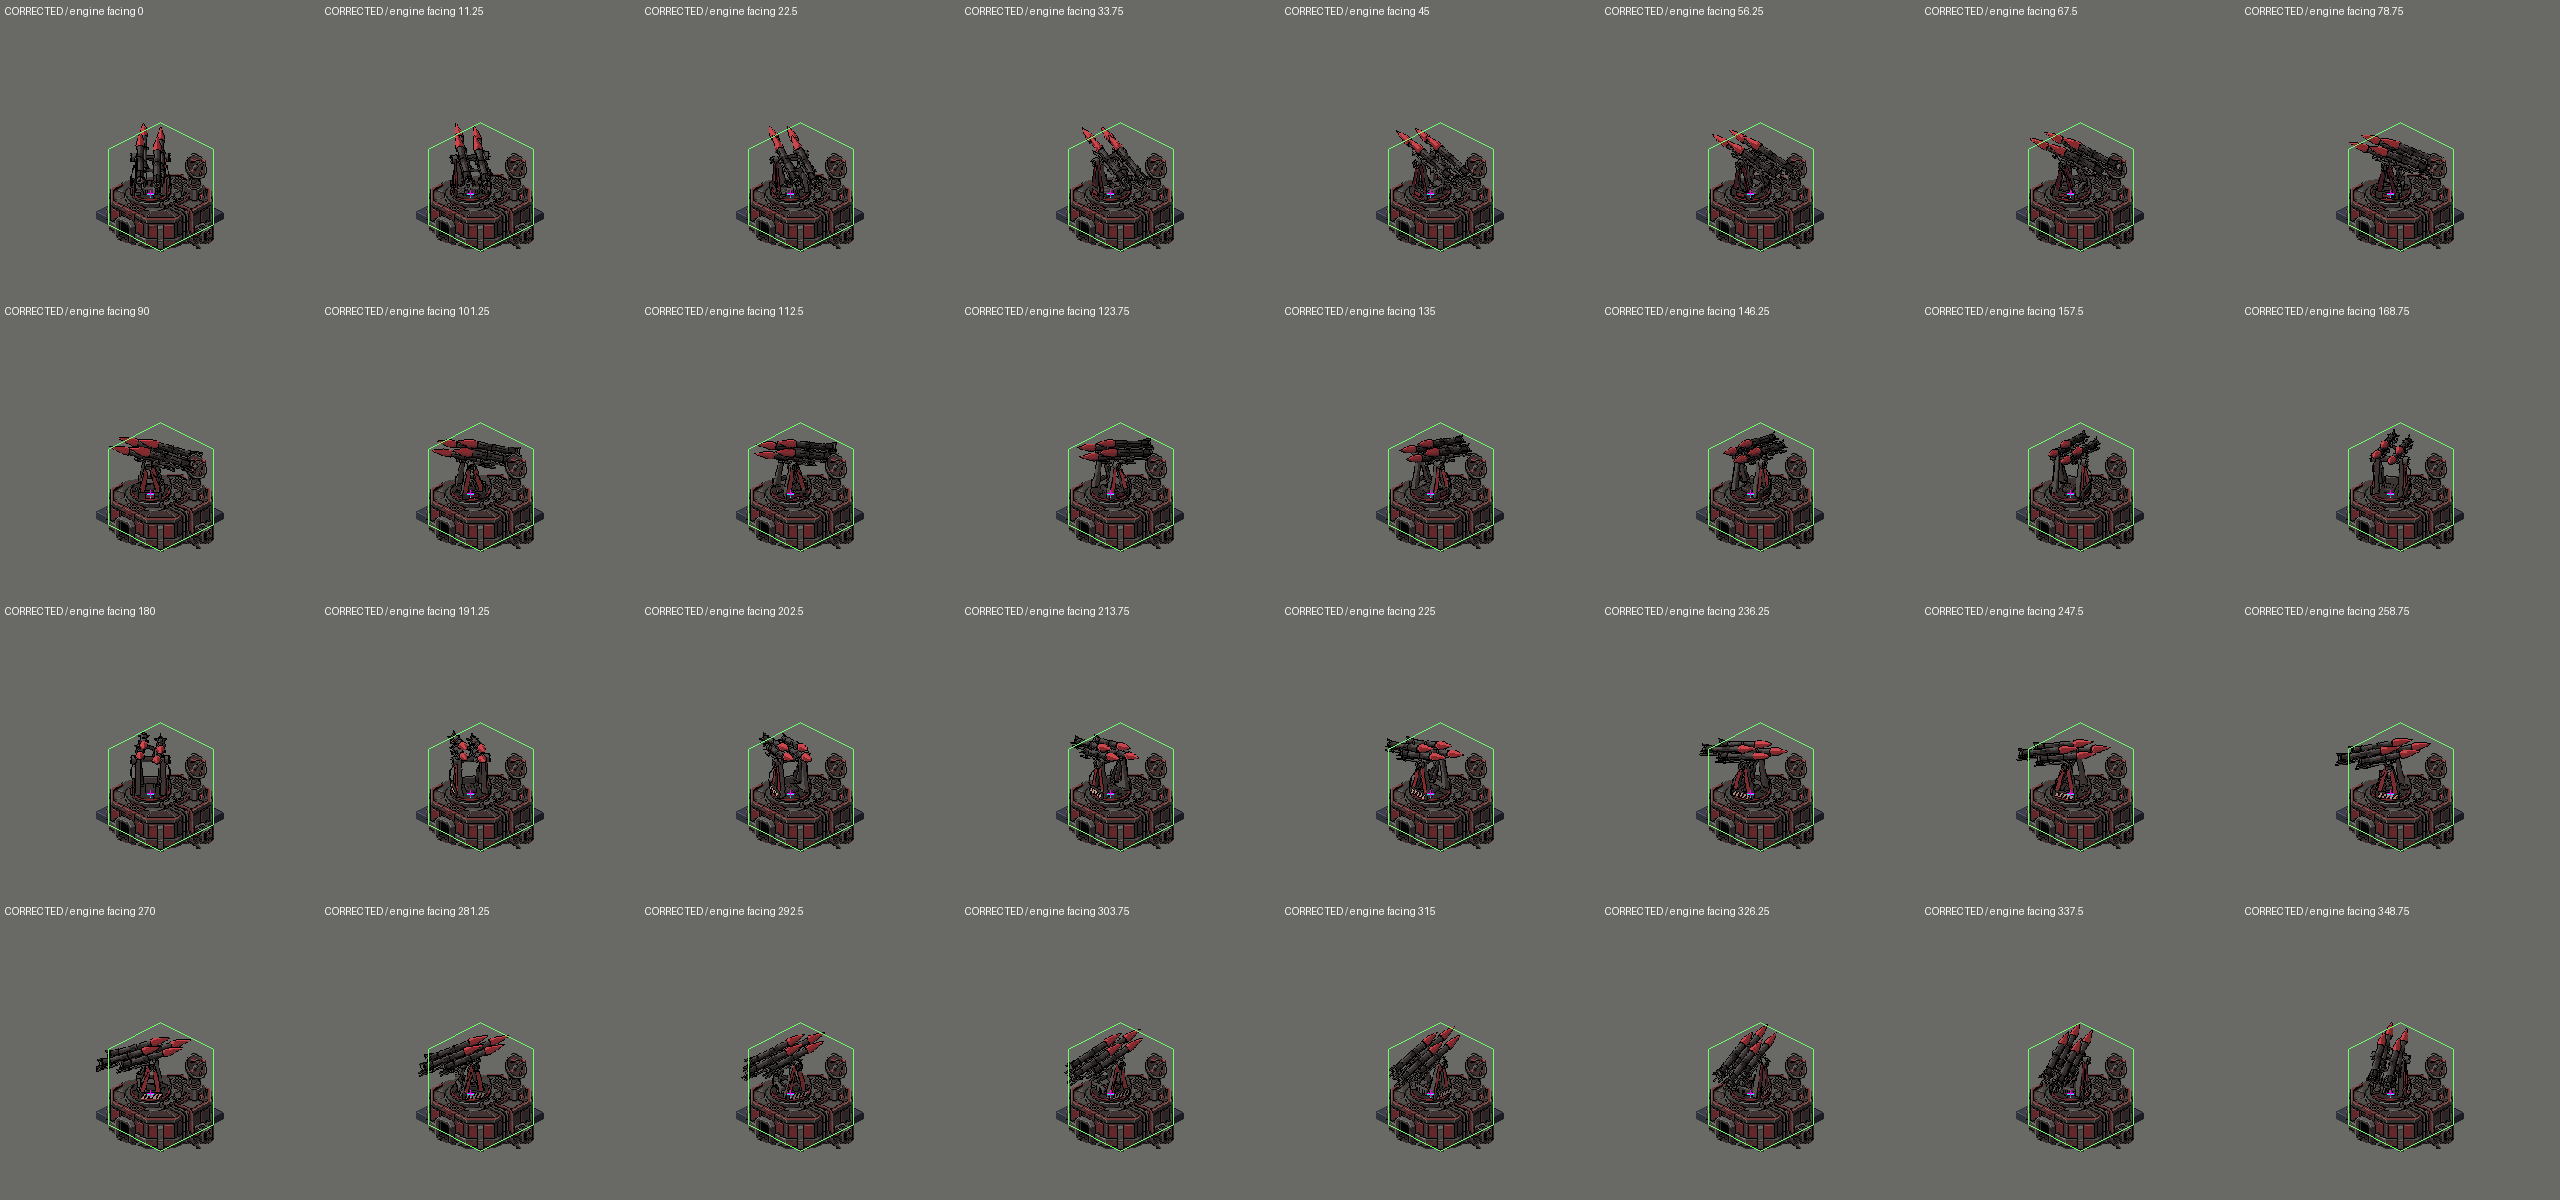 CORRECTED / engine facing 0
CORRECTED / engine facing 11.25
CORRECTED / engine facing 22.5
CORRECTED / engine facing 33.75
CORRECTED / engine facing 45
CORRECTED / engine facing 56.25
CORRECTED / engine facing 67.5
CORRECTED / engine facing 78.75
CORRECTED / engine facing 90
CORRECTED / engine facing 101.25
CORRECTED / engine facing 112.5
CORRECTED / engine facing 123.75
CORRECTED / engine facing 135
CORRECTED / engine facing 146.25
CORRECTED / engine facing 157.5
CORRECTED / engine facing 168.75
CORRECTED / engine facing 180
CORRECTED / engine facing 191.25
CORRECTED / engine facing 202.5
CORRECTED / engine facing 213.75
CORRECTED / engine facing 225
CORRECTED / engine facing 236.25
CORRECTED / engine facing 247.5
CORRECTED / engine facing 258.75
CORRECTED / engine facing 270
CORRECTED / engine facing 281.25
CORRECTED / engine facing 292.5
CORRECTED / engine facing 303.75
CORRECTED / engine facing 315
CORRECTED / engine facing 326.25
CORRECTED / engine facing 337.5
CORRECTED / engine facing 348.75